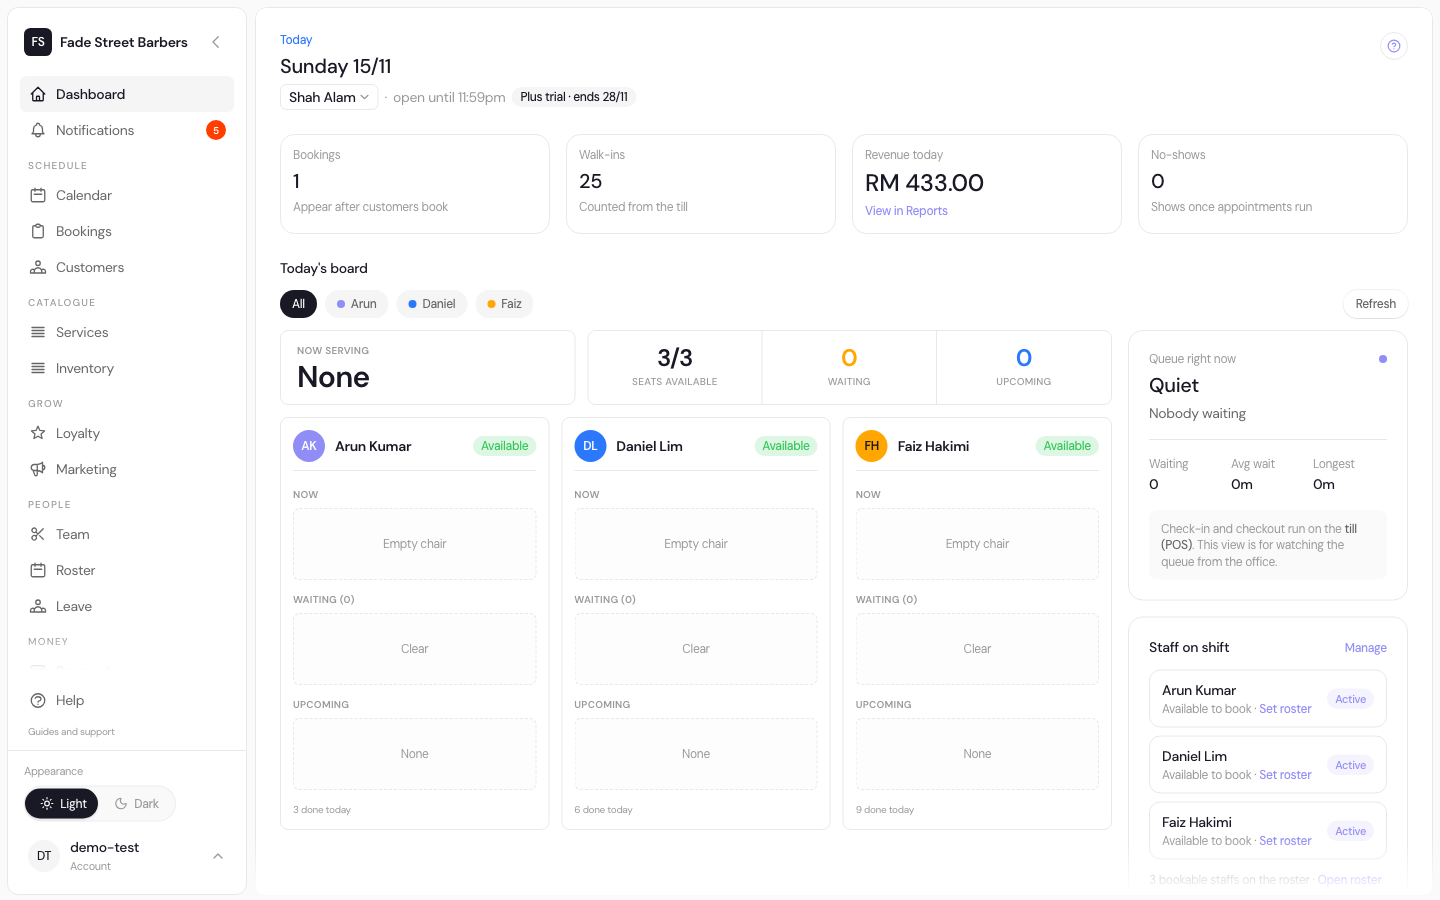 FS
Fade Street Barbers
Dashboard
Notifications
5
SCHEDULE
Calendar
Bookings
Customers
CATALOGUE
Services
Inventory
GROW
Loyalty
Marketing
PEOPLE
Team
Roster
Leave
MONEY
Help
Guides and support
Appearance
Light
Dark
DT
demo-test
Account
Today
Sunday 15/11
Shah Alam
· open until 11:59pm
Plus trial · ends 28/11
Bookings
1
Appear after customers book
Walk-ins
25
Counted from the till
Revenue today
RM 433.00
View in Reports
No-shows
0
Shows once appointments run
Today's board
All
Arun
Daniel
Faiz
Refresh
NOW SERVING
None
3/3
SEATS AVAILABLE
0
WAITING
0
UPCOMING
AK
Arun Kumar
Available
NOW
Empty chair
WAITING (0)
Clear
UPCOMING
None
3 done today
DL
Daniel Lim
Available
NOW
Empty chair
WAITING (0)
Clear
UPCOMING
None
6 done today
FH
Faiz Hakimi
Available
NOW
Empty chair
WAITING (0)
Clear
UPCOMING
None
9 done today
Queue right now
Quiet
Nobody waiting
Waiting
0
Avg wait
0m
Longest
0m
Check-in and checkout run on the till
(POS). This view is for watching the
queue from the office.
Staff on shift
Manage
Arun Kumar
Available to book · Set roster
Active
Daniel Lim
Available to book · Set roster
Active
Faiz Hakimi
Available to book · Set roster
Active
3 bookable staffs on the roster · Open roster